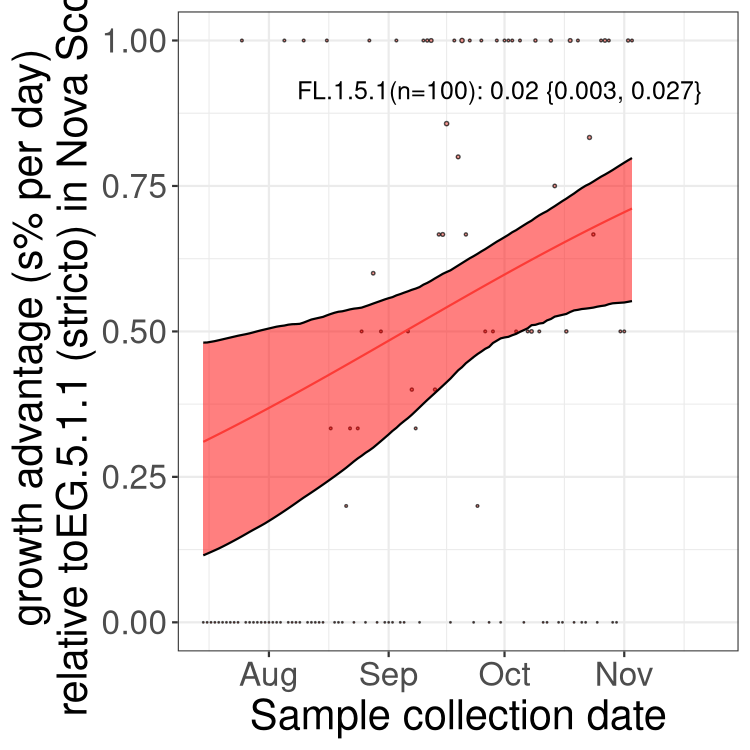 growth advantage (s% per day)
relative toEG.5.1.1 (stricto) in Nova Sco
1.00
0.75
0.50
0.25
0.00
FL.1.5.1(n=100): 0.02 {0.003, 0.027}
Aug Sep Oct Nov
Sample collection date